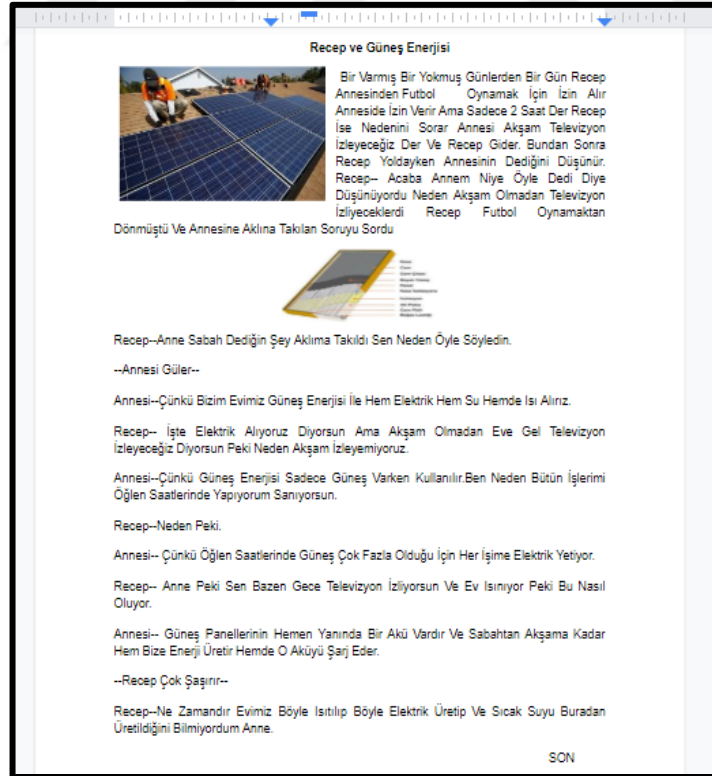 Recep ve Güneş Enerjisi
Bir Varmış Bir Yokmuş Günlerden Bir Gün Recep
Annesinden Futbol Oynamak İçin İzin Alır
Anneside İzin Verir Ama Sadece 2 Saat Der Recep
İse Nedenini Sorar Annesi Akşam Televizyon
İzleyeceğiz Der Ve Recep Gider. Bundan Sonra
Recep Yoldayken Annesinin Dediğini Düşünür.
Recep-- Acaba Annem Niye Öyle Dedi Diye
Düşünüyordu Neden Akşam Olmadan Televizyon
İzliyeceklerdi Recep Futbol Oynamaktan
Dönmüştü Ve Annesine Aklına Takılan Soruyu Sordu
Recep--Anne Sabah Dediğin Şey Aklıma Takıldı Sen Neden Öyle Söyledin.
--Annesi Güler--
Annesi--Çünkü Bizim Evimiz Güneş Enerjisi İle Hem Elektrik Hem Su Hemde Isı Alırız.
Recep-- İşte Elektrik Alıyoruz Diyorsun Ama Akşam Olmadan Eve Gel Televizyon
İzleyeceğiz Diyorsun Peki Neden Akşam İzleyemiyoruz.
Annesi--Çünkü Güneş Enerjisi Sadece Güneş Varken Kullanılır.Ben Neden Bütün İşlerimi
Öğlen Saatlerinde Yapıyorum Sanıyorsun.
Recep--Neden Peki.
Annesi-- Çünkü Öğlen Saatlerinde Güneş Çok Fazla Olduğu İçin Her İşime Elektrik Yetiyor.
Recep-- Anne Peki Sen Bazen Gece Televizyon İzliyorsun Ve Ev Isınıyor Peki Bu Nasıl
Oluyor.
Annesi-- Güneş Panellerinin Hemen Yanında Bir Akü Vardır Ve Sabahtan Akşama Kadar
Hem Bize Enerji Üretir Hemde O Aküyü Şarj Eder.
--Recep Çok Şaşırır--
Recep--Ne Zamandır Evimiz Böyle Isıtılıp Böyle Elektrik Üretip Ve Sıcak Suyu Buradan
Üretildiğini Bilmiyordum Anne.
SON